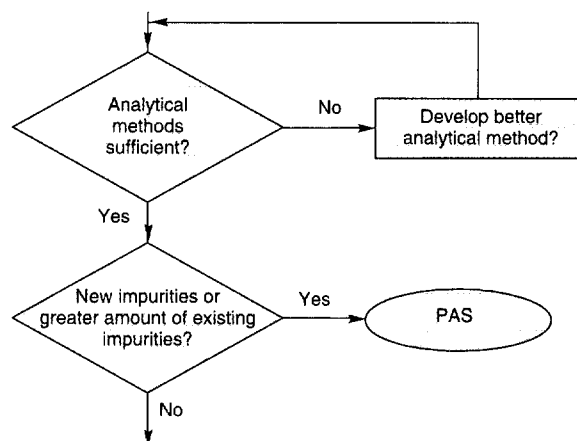 Analytical
methods
sufficient?
No
Develop better
analytical method?
Yes
New impurities or
greater amount of existing
impurities?
Yes
PAS
No